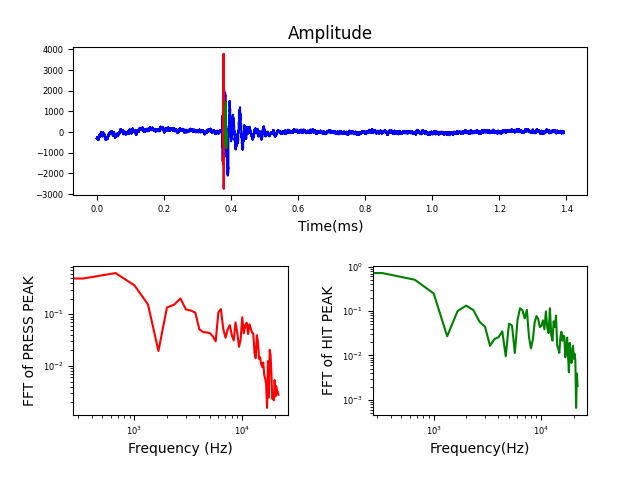 Amplitude
4000
3000
2000
1000
0
−1000
−2000
−3000
0.0 0.2 0.4 0.6 0.8 1.0 1.2 1.4
Time(ms)
FFT of PRESS PEAK
10⁻¹
10⁻²
10³ 10⁴
Frequency (Hz)
FFT of HIT PEAK
10⁰
10⁻¹
10⁻²
10⁻³
10³ 10⁴
Frequency(Hz)